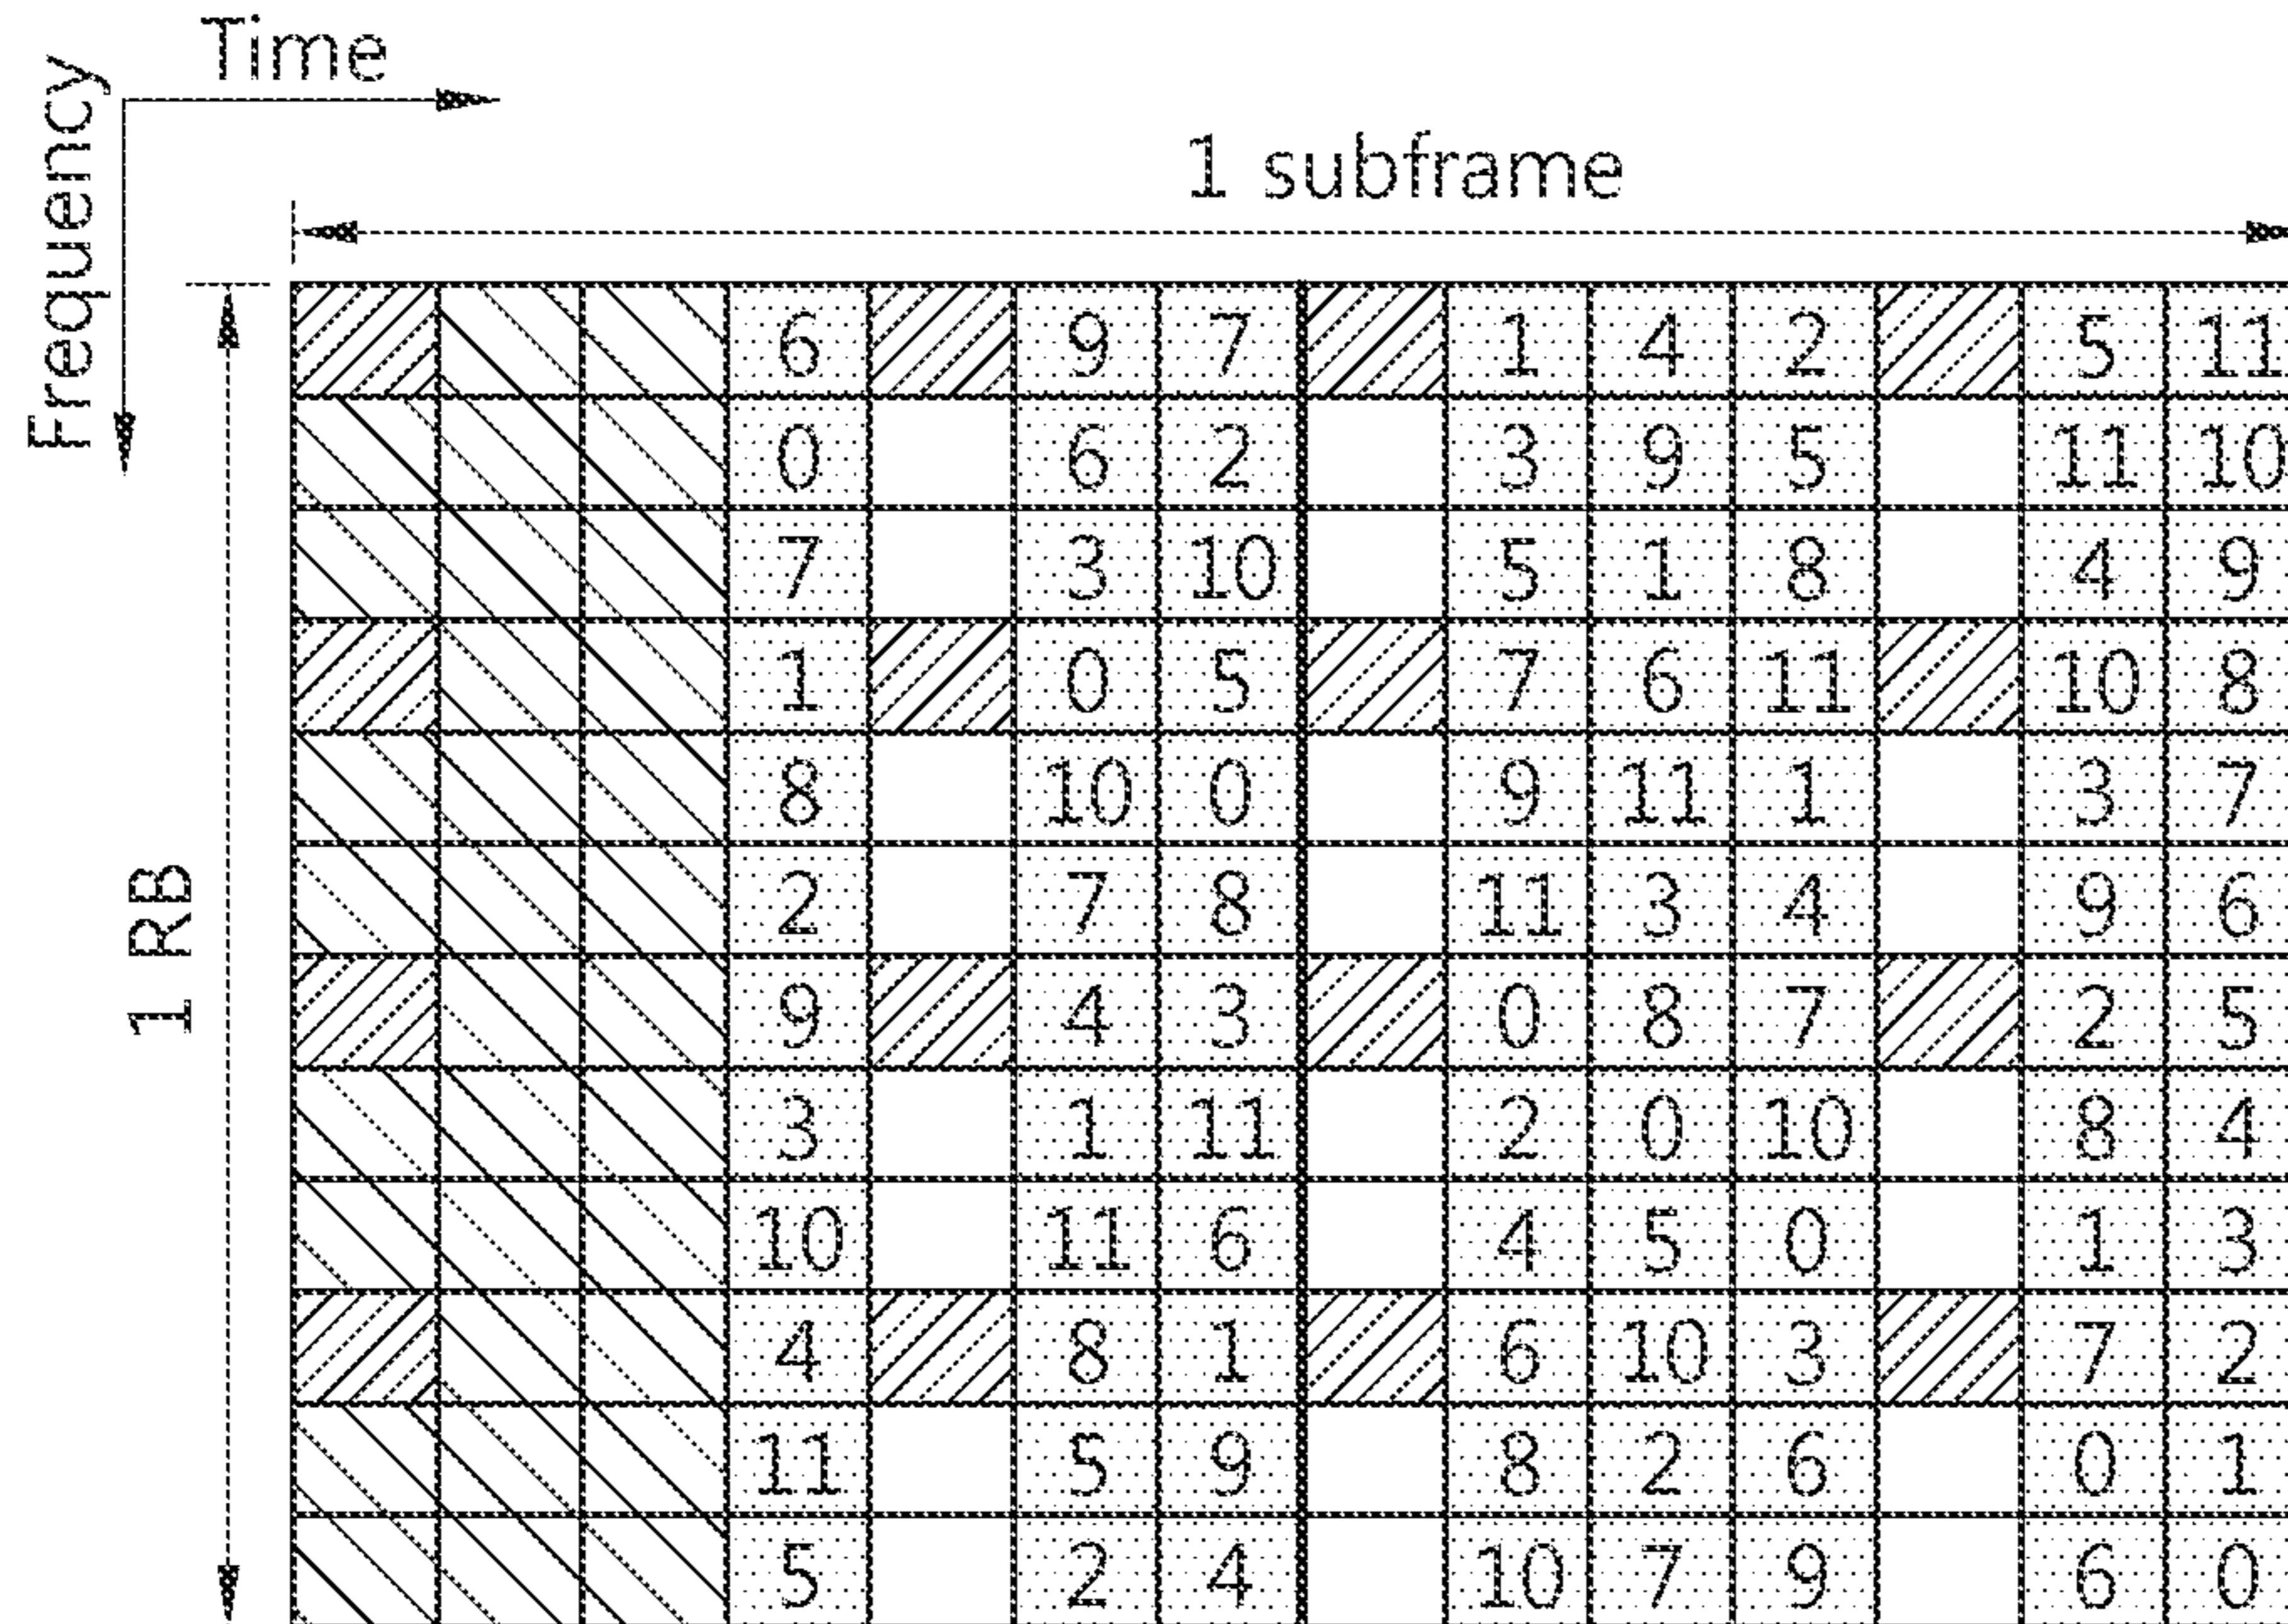 Time
Frequency
1 subframe
1 RB
6 9 7 1 4 2 5 11
0 6 2 3 9 5 11 10
7 3 10 5 1 8 4 9
1 0 5 7 6 11 10 8
8 10 0 9 11 1 3 7
2 7 8 11 3 4 9 6
9 4 3 0 8 7 2 5
3 1 11 2 0 10 8 4
10 11 6 4 5 0 1 3
4 8 1 6 10 3 7 2
11 5 9 8 2 6 0 1
5 2 4 10 7 9 6 0